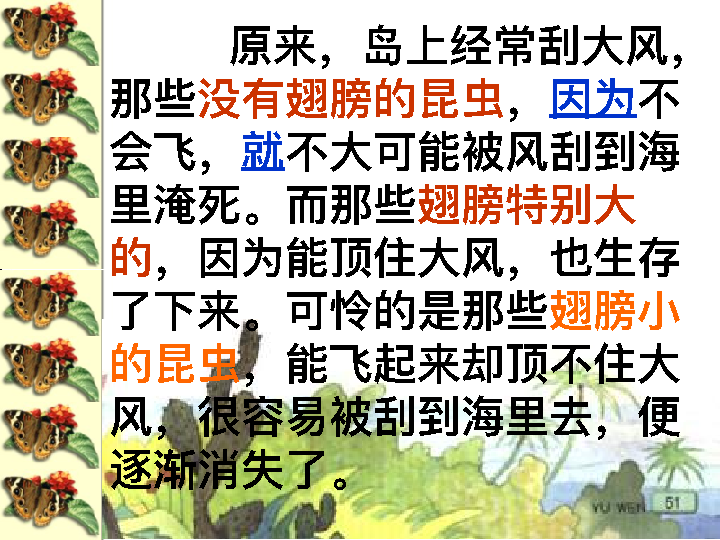 原来，岛上经常刮大风，
那些没有翅膀的昆虫，因为不
会飞，就不大可能被风刮到海
里淹死。而那些翅膀特别大
的，因为能顶住大风，也生存
了下来。可怜的是那些翅膀小
的昆虫，能飞起来却顶不住大
风，很容易被刮到海里去，便
逐渐消失了。
YU WEN 51